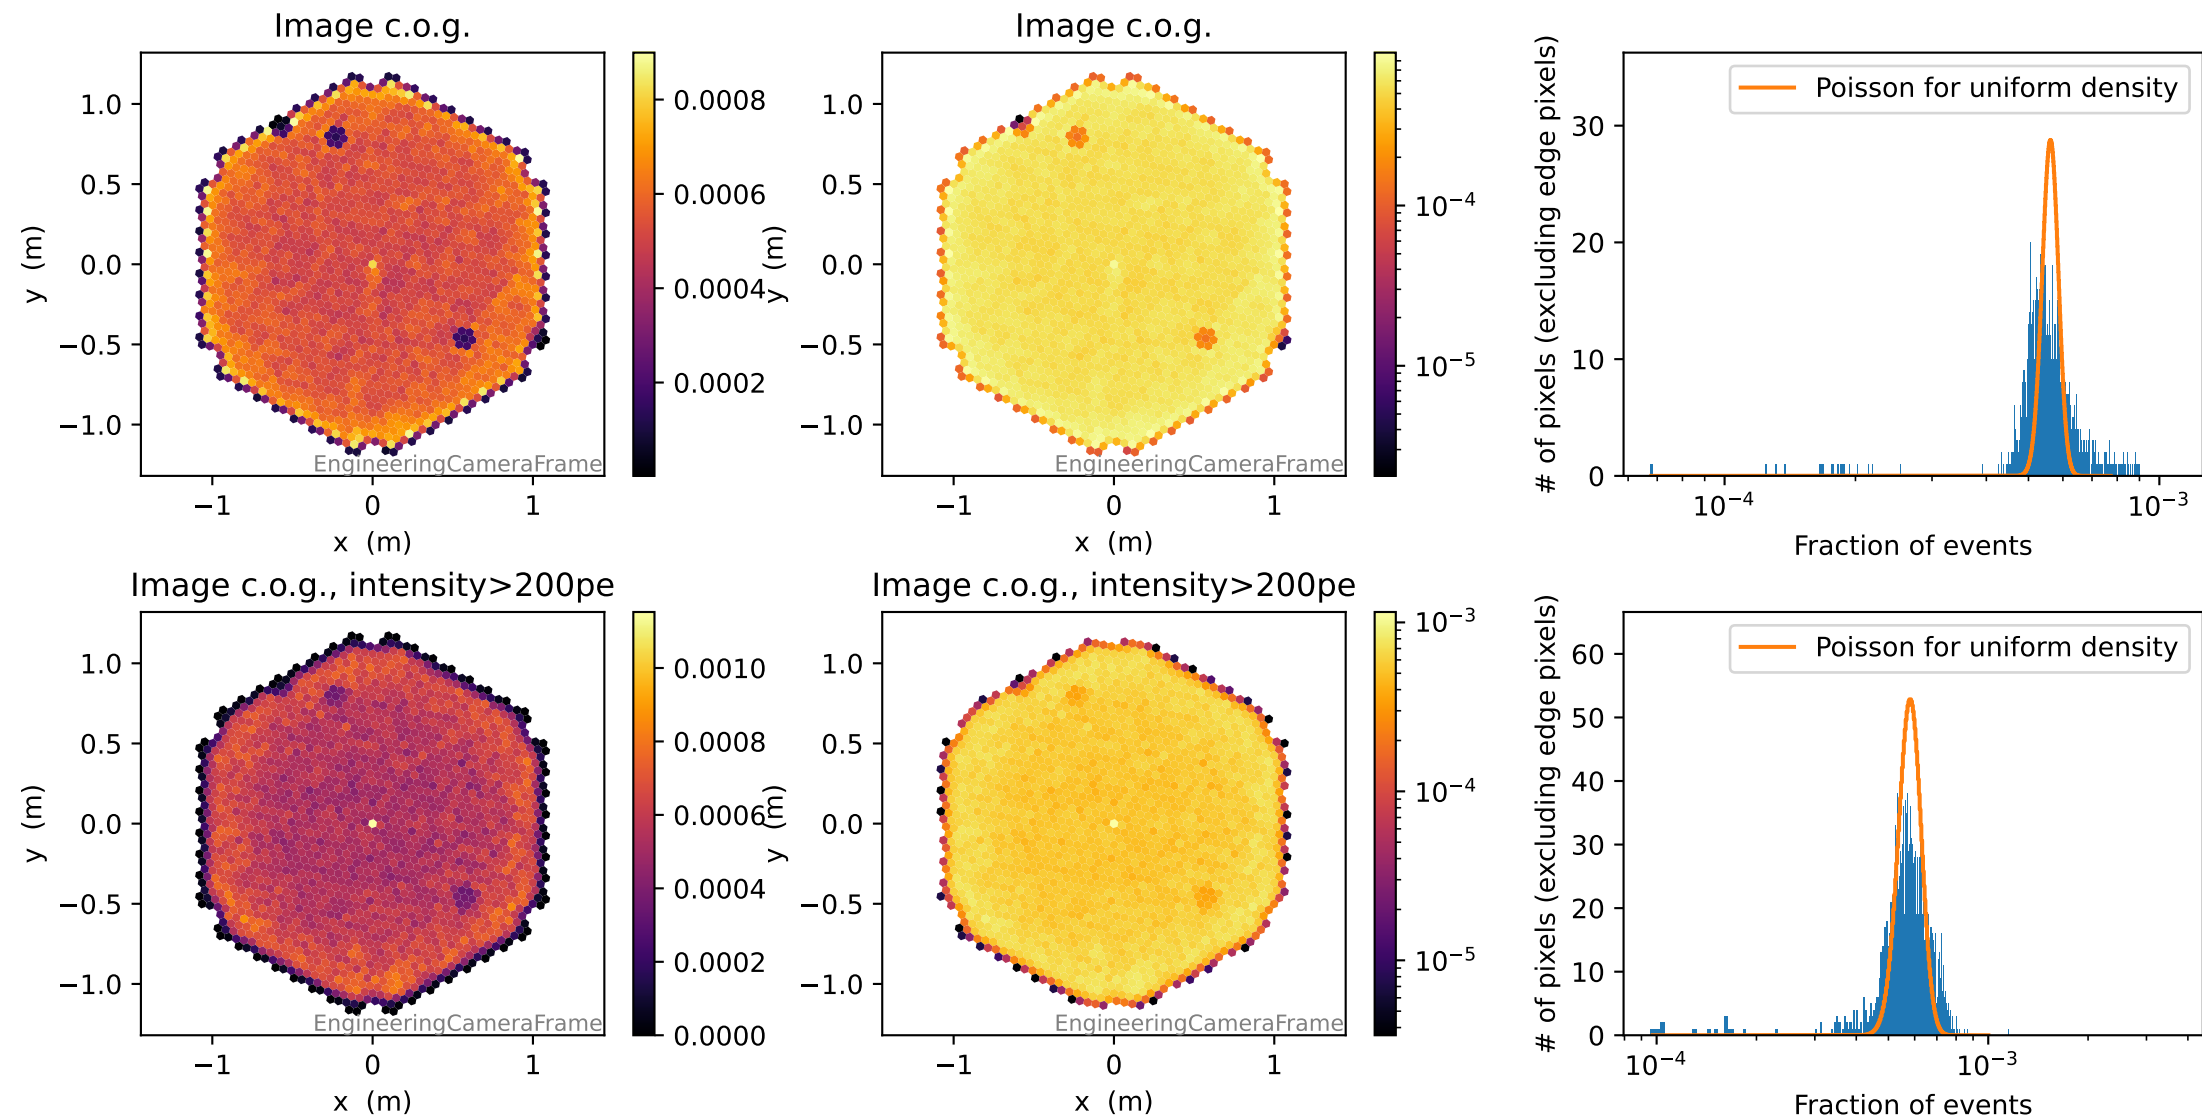 Image c.o.g.
1.0
0.5
0.0
−0.5
−1.0
y (m)
−1
0
1
x (m)
EngineeringCameraFrame
0.0008
0.0006
0.0004
0.0002
Image c.o.g.
1.0
0.5
0.0
−0.5
−1.0
y (m)
−1
0
1
x (m)
EngineeringCameraFrame
10⁻⁴
10⁻⁵
# of pixels (excluding edge pixels)
30
20
10
0
Poisson for uniform density
10⁻⁴
10⁻³
Fraction of events
Image c.o.g., intensity>200pe
1.0
0.5
0.0
−0.5
−1.0
y (m)
−1
0
1
x (m)
EngineeringCameraFrame
0.0010
0.0008
0.0006
0.0004
0.0002
0.0000
Image c.o.g., intensity>200pe
1.0
0.5
0.0
−0.5
−1.0
y (m)
−1
0
1
x (m)
EngineeringCameraFrame
10⁻³
10⁻⁴
10⁻⁵
# of pixels (excluding edge pixels)
60
50
40
30
20
10
0
Poisson for uniform density
10⁻⁴
10⁻³
Fraction of events